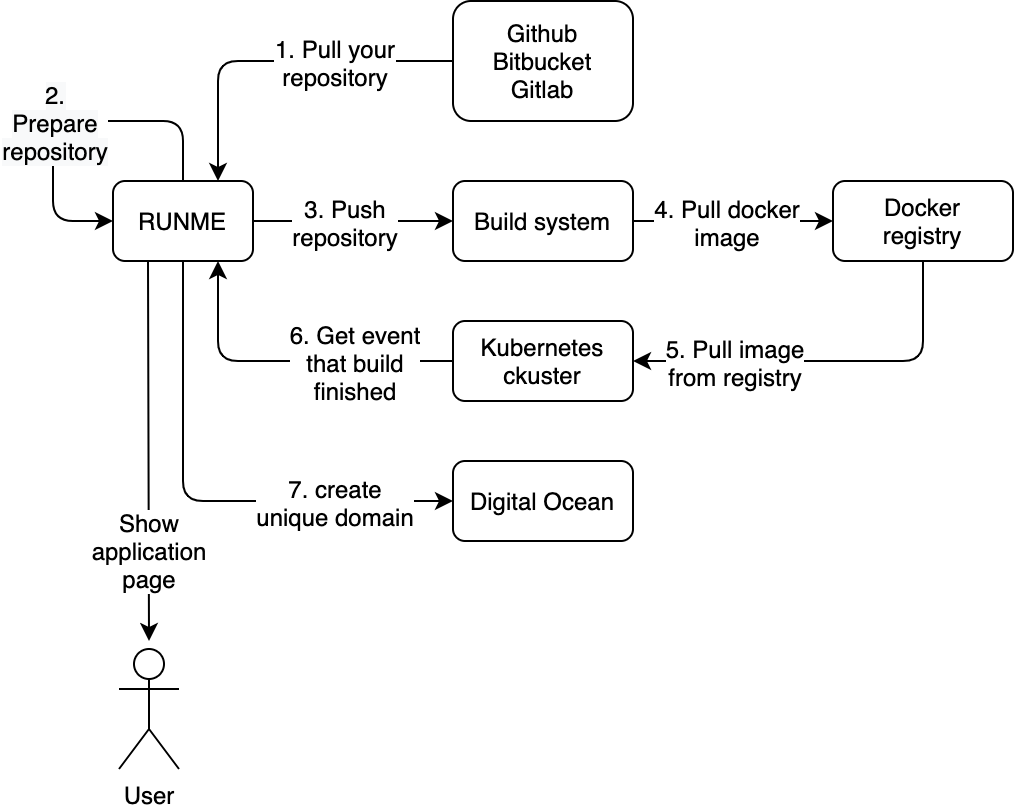 Github
Bitbucket
Gitlab
1. Pull your
repository
2.
Prepare
repository
RUNME
3. Push
repository
Build system
4. Pull docker
image
Docker
registry
6. Get event
that build
finished
Kubernetes
ckuster
5. Pull image
from registry
7. create
unique domain
Digital Ocean
Show
application
page
User